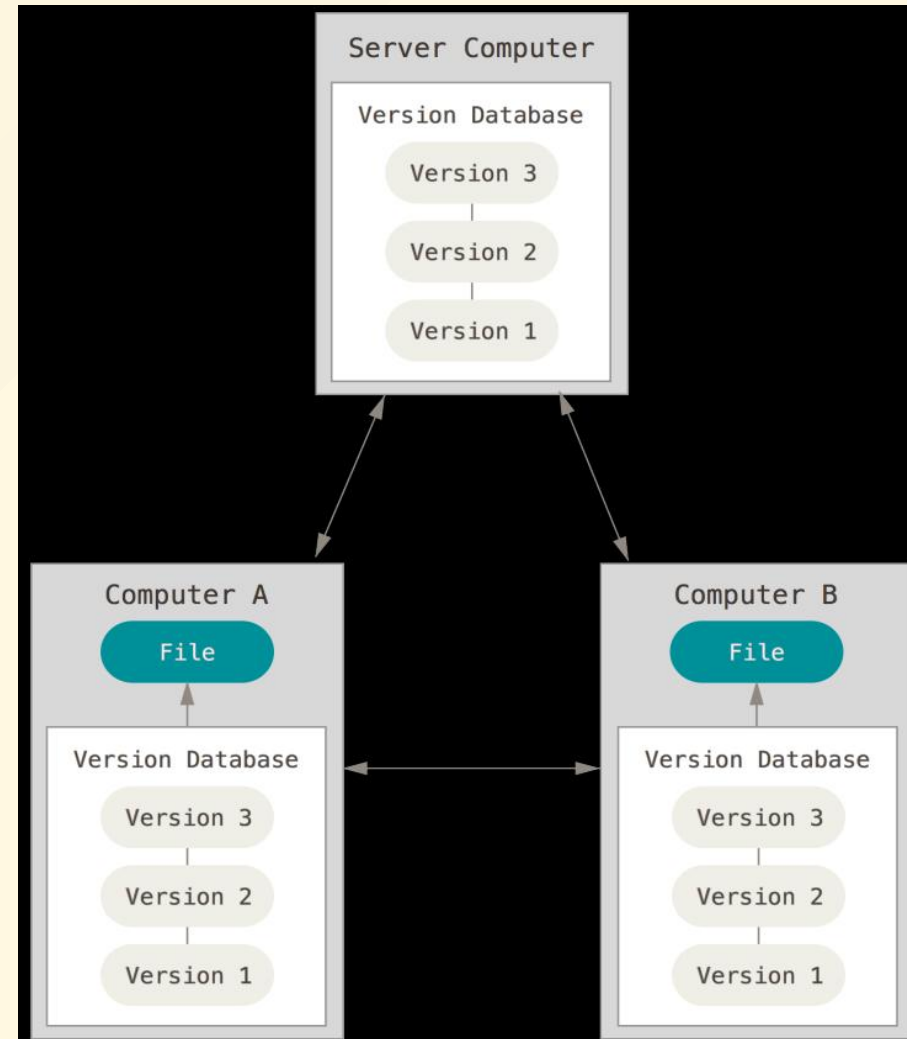 Server Computer
Version Database
Version 3
Version 2
Version 1
Computer A
File
Version Database
Version 3
Version 2
Version 1
Computer B
File
Version Database
Version 3
Version 2
Version 1